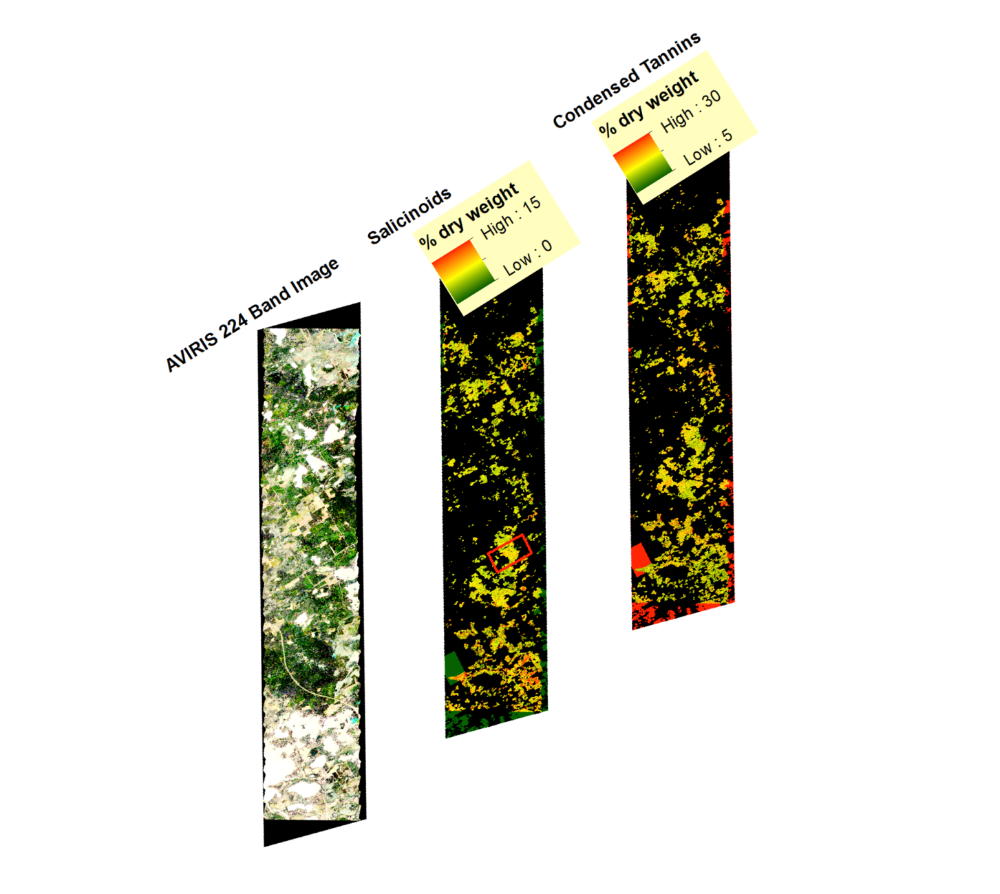 AVIRIS 224 Band Image
Salicinoids
% dry weight
High : 15
Low : 0
Condensed Tannins
% dry weight
High : 30
Low : 5